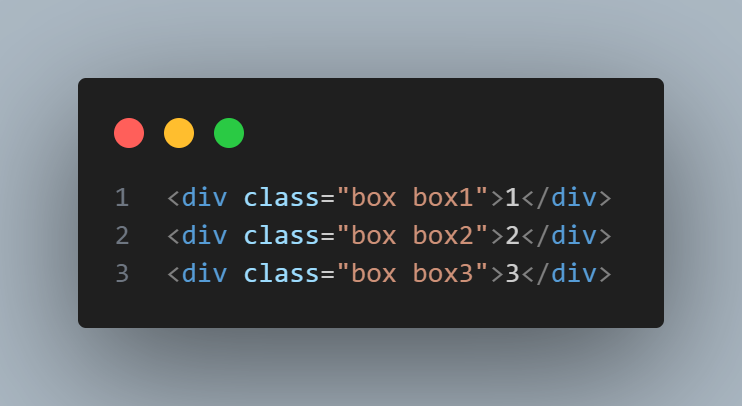 1 <div class="box box1">1</div>
2 <div class="box box2">2</div>
3 <div class="box box3">3</div>